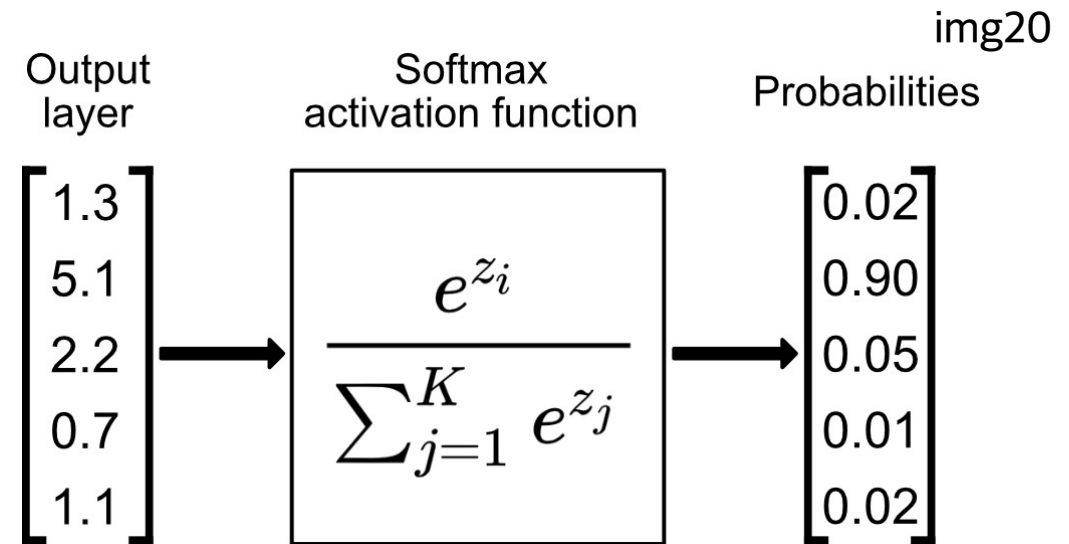 img20
Output
layer
Softmax
activation function
Probabilities
1.3
5.1
2.2
0.7
1.1
e^{z_i}
∑_{j=1}^{K} e^{z_j}
0.02
0.90
0.05
0.01
0.02